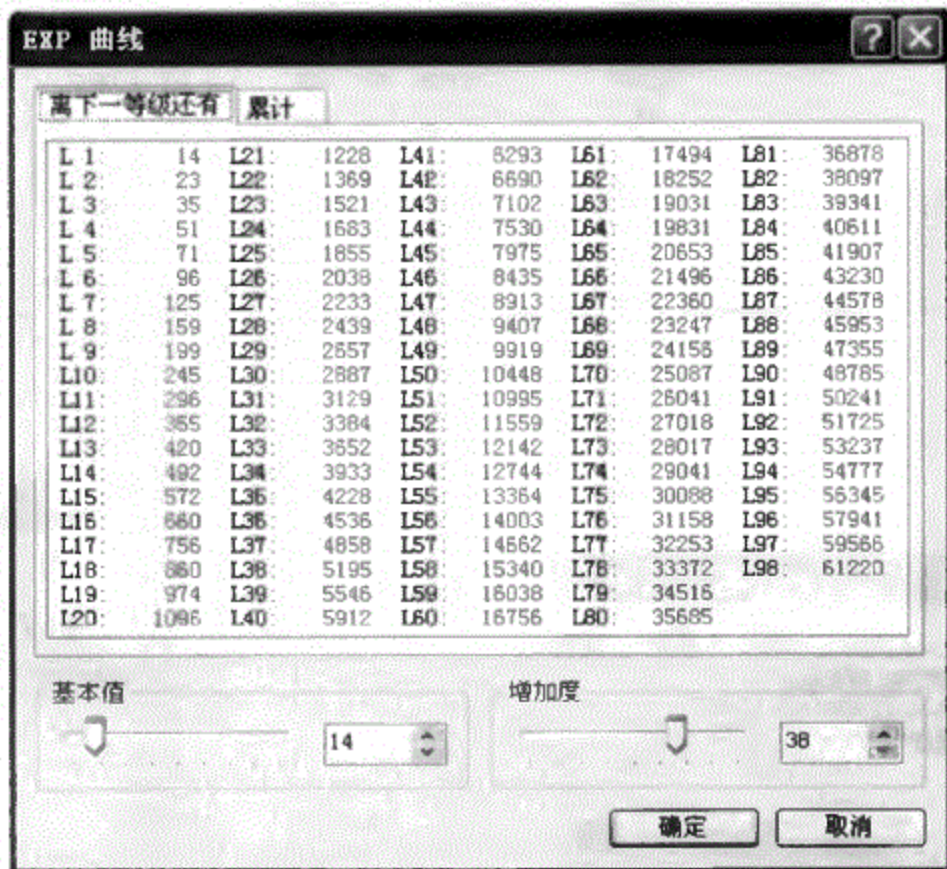 EXP 曲线
离下一等级还有 累计
L 1: 14 L21: 1228 L41: 6293 L61: 17494 L81: 36878
L 2: 23 L22: 1369 L42: 6690 L62: 18252 L82: 38097
L 3: 35 L23: 1521 L43: 7102 L63: 19031 L83: 39341
L 4: 51 L24: 1683 L44: 7530 L64: 19831 L84: 40611
L 5: 71 L25: 1855 L45: 7975 L65: 20653 L85: 41907
L 6: 96 L26: 2038 L46: 8435 L66: 21496 L86: 43230
L 7: 125 L27: 2233 L47: 8913 L67: 22360 L87: 44578
L 8: 159 L28: 2439 L48: 9407 L68: 23247 L88: 45953
L 9: 199 L29: 2657 L49: 9919 L69: 24156 L89: 47355
L10: 245 L30: 2887 L50: 10448 L70: 25087 L90: 48785
L11: 296 L31: 3129 L51: 10995 L71: 26041 L91: 50241
L12: 355 L32: 3384 L52: 11559 L72: 27018 L92: 51725
L13: 420 L33: 3652 L53: 12142 L73: 28017 L93: 53237
L14: 492 L34: 3933 L54: 12744 L74: 29041 L94: 54777
L15: 572 L35: 4228 L55: 13364 L75: 30088 L95: 56345
L16: 660 L36: 4536 L56: 14003 L76: 31158 L96: 57941
L17: 756 L37: 4858 L57: 14662 L77: 32253 L97: 59566
L18: 860 L38: 5195 L58: 15340 L78: 33372 L98: 61220
L19: 974 L39: 5546 L59: 16038 L79: 34516
L20: 1096 L40: 5912 L60: 16756 L80: 35685
基本值 增加度
14 38
确定 取消